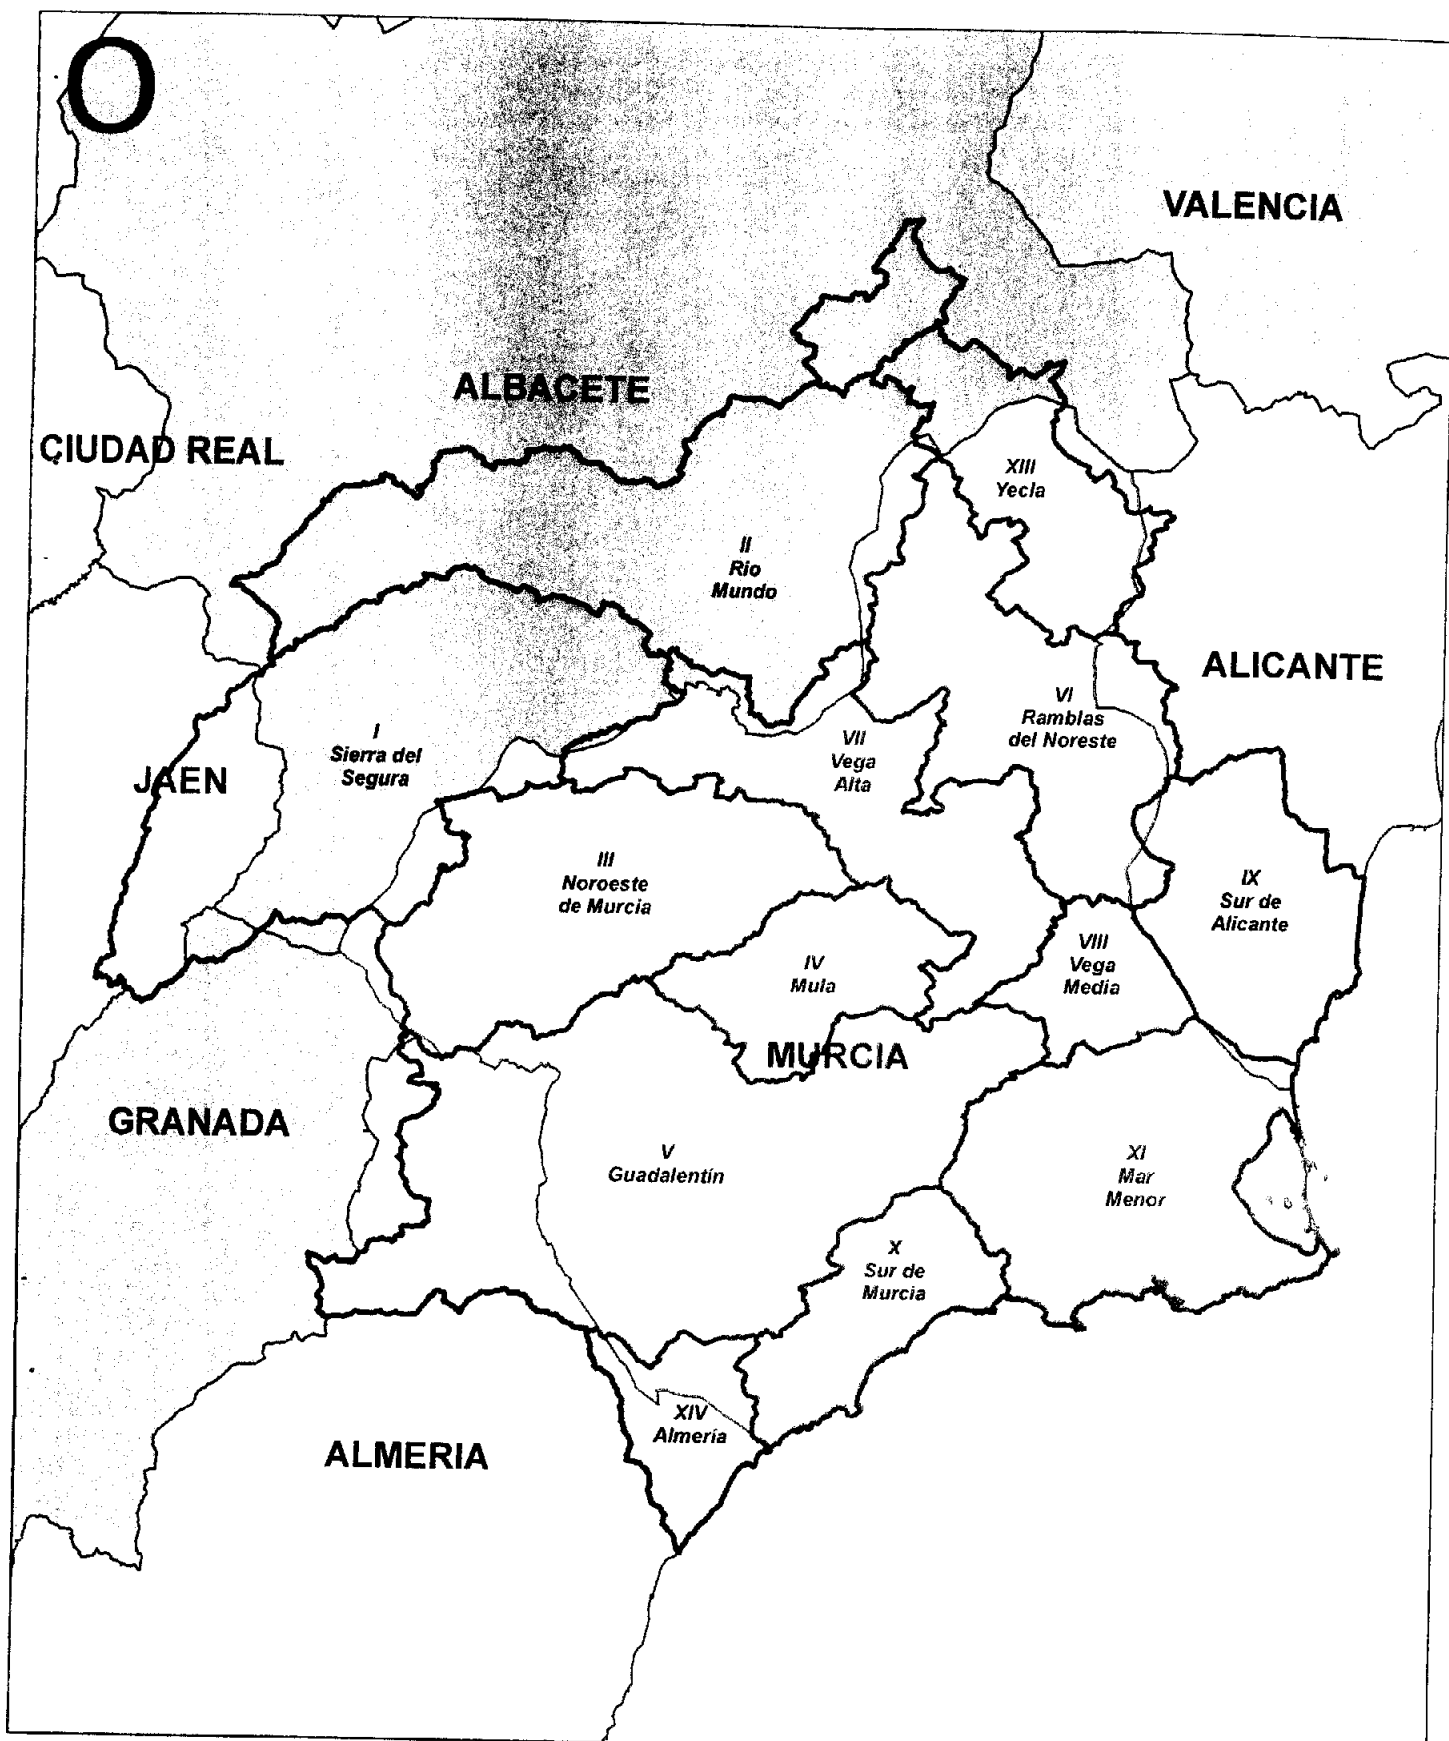 O
VALENCIA
ALBACETE
CIUDAD REAL
XIII
Yecla
II
Rio
Mundo
ALICANTE
VI
Ramblas
del Noreste
I
Sierra del
Segura
VII
Vega
Alta
JAEN
III
Noroeste
de Murcia
IX
Sur de
Alicante
VIII
Vega
Media
IV
Mula
MURCIA
GRANADA
V
Guadalentín
XI
Mar
Menor
X
Sur de
Murcia
XIV
Almería
ALMERIA